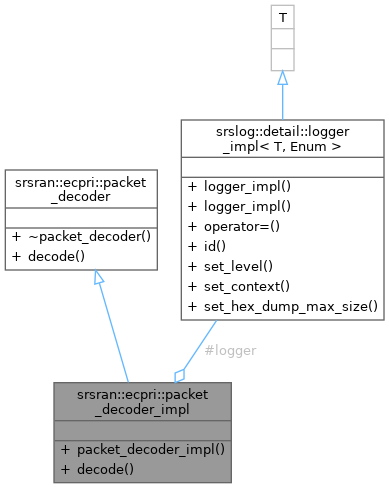 T
srslog::detail::logger
_impl< T, Enum >
+ logger_impl()
+ logger_impl()
+ operator=()
+ id()
+ set_level()
+ set_context()
+ set_hex_dump_max_size()
srsran::ecpri::packet
_decoder
+ ~packet_decoder()
+ decode()
#logger
srsran::ecpri::packet
_decoder_impl
+ packet_decoder_impl()
+ decode()